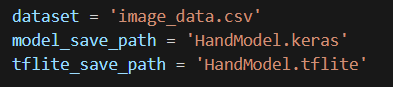 dataset = 'image_data.csv'
model_save_path = 'HandModel.keras'
tflite_save_path = 'HandModel.tflite'